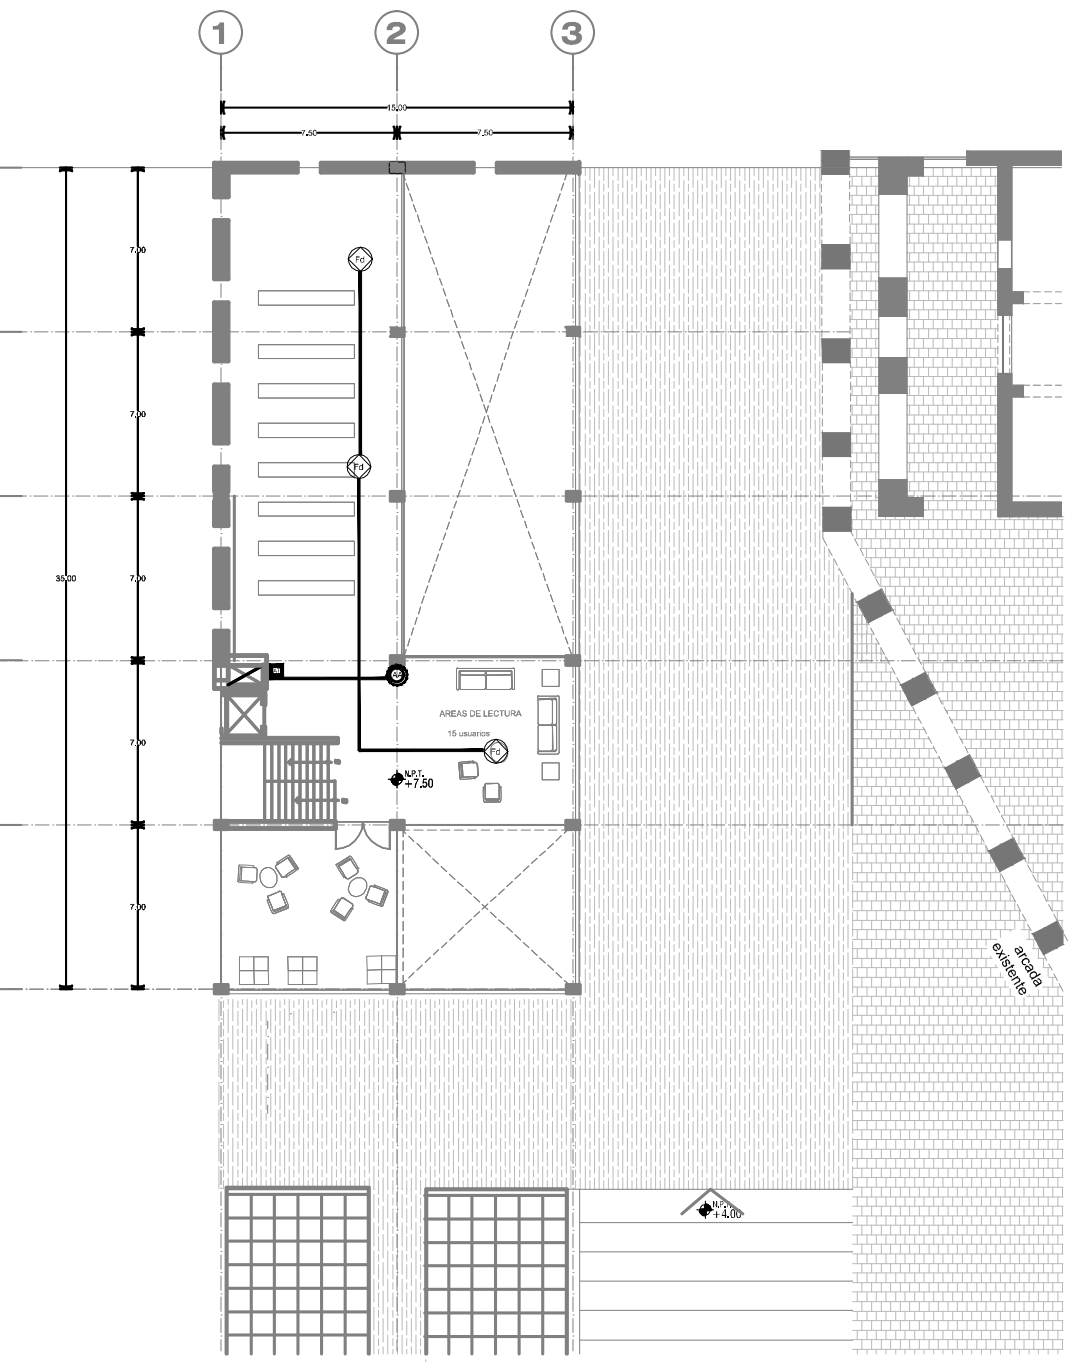 1 2 3
15.00
7.50 7.50
7.00
Fd
7.00
Fd
35.00
7.00
AA
AREAS DE LECTURA
15 usuarios
7.00
Fd
N.P.T.
+7.50
7.00
arcada
existente
N.P.T.
+4.00